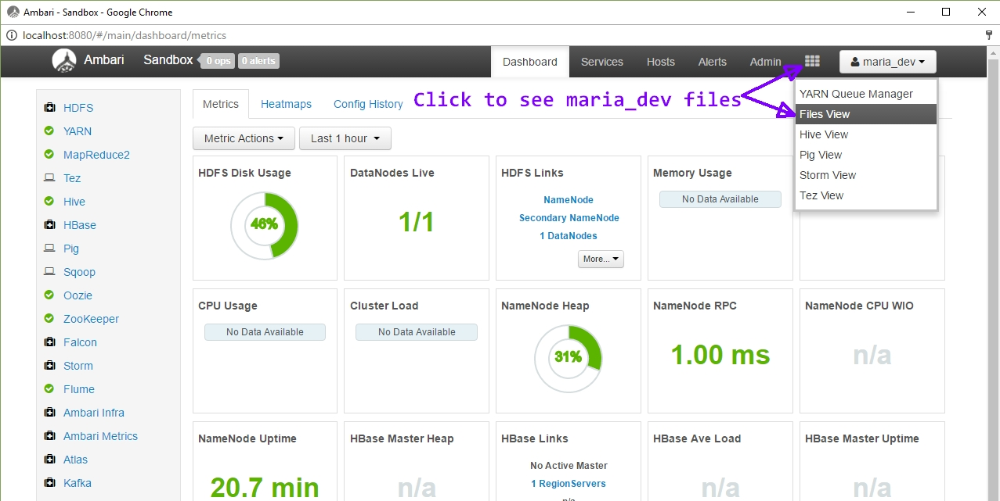 Ambari - Sandbox - Google Chrome
localhost:8080/#/main/dashboard/metrics
Ambari Sandbox 0 ops 0 alerts Dashboard Services Hosts Alerts Admin maria_dev
Metrics Heatmaps Config History Click to see maria_dev files
YARN Queue Manager
Files View
Hive View
Pig View
Storm View
Tez View
HDFS
YARN
MapReduce2
Tez
Hive
HBase
Pig
Sqoop
Oozie
ZooKeeper
Falcon
Storm
Flume
Ambari Infra
Ambari Metrics
Atlas
Kafka
Metric Actions Last 1 hour
HDFS Disk Usage
46%
DataNodes Live
1/1
HDFS Links
NameNode
Secondary NameNode
1 DataNodes
More...
Memory Usage
No Data Available
CPU Usage
No Data Available
Cluster Load
No Data Available
NameNode Heap
31%
NameNode RPC
1.00 ms
NameNode CPU WIO
n/a
NameNode Uptime
20.7 min
HBase Master Heap
n/a
HBase Links
No Active Master
1 RegionServers
n/a
HBase Ave Load
n/a
HBase Master Uptime
n/a